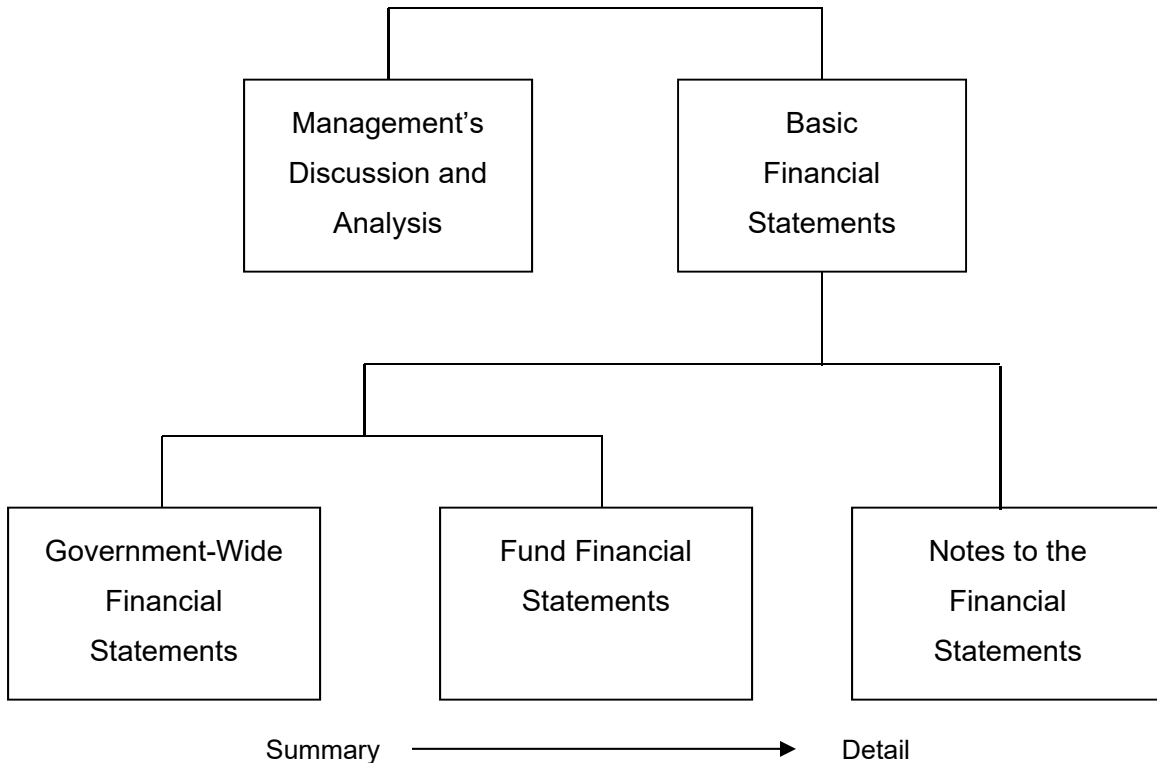 Management’s
Discussion and
Analysis
Basic
Financial
Statements
Government-Wide
Financial
Statements
Fund Financial
Statements
Notes to the
Financial
Statements
Summary
Detail